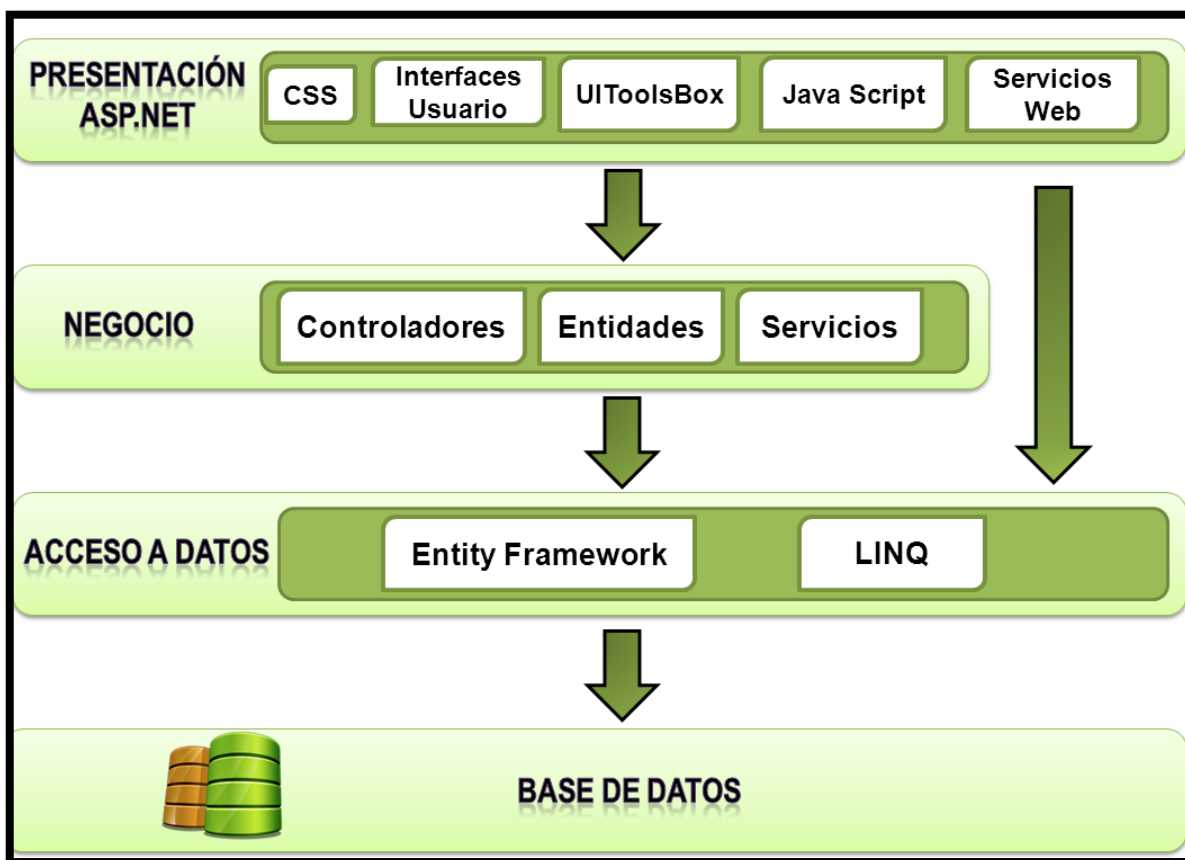 PRESENTACIÓN
ASP.NET
CSS
Interfaces
Usuario
UIToolsBox
Java Script
Servicios
Web
NEGOCIO
Controladores
Entidades
Servicios
ACCESO A DATOS
Entity Framework
LINQ
BASE DE DATOS